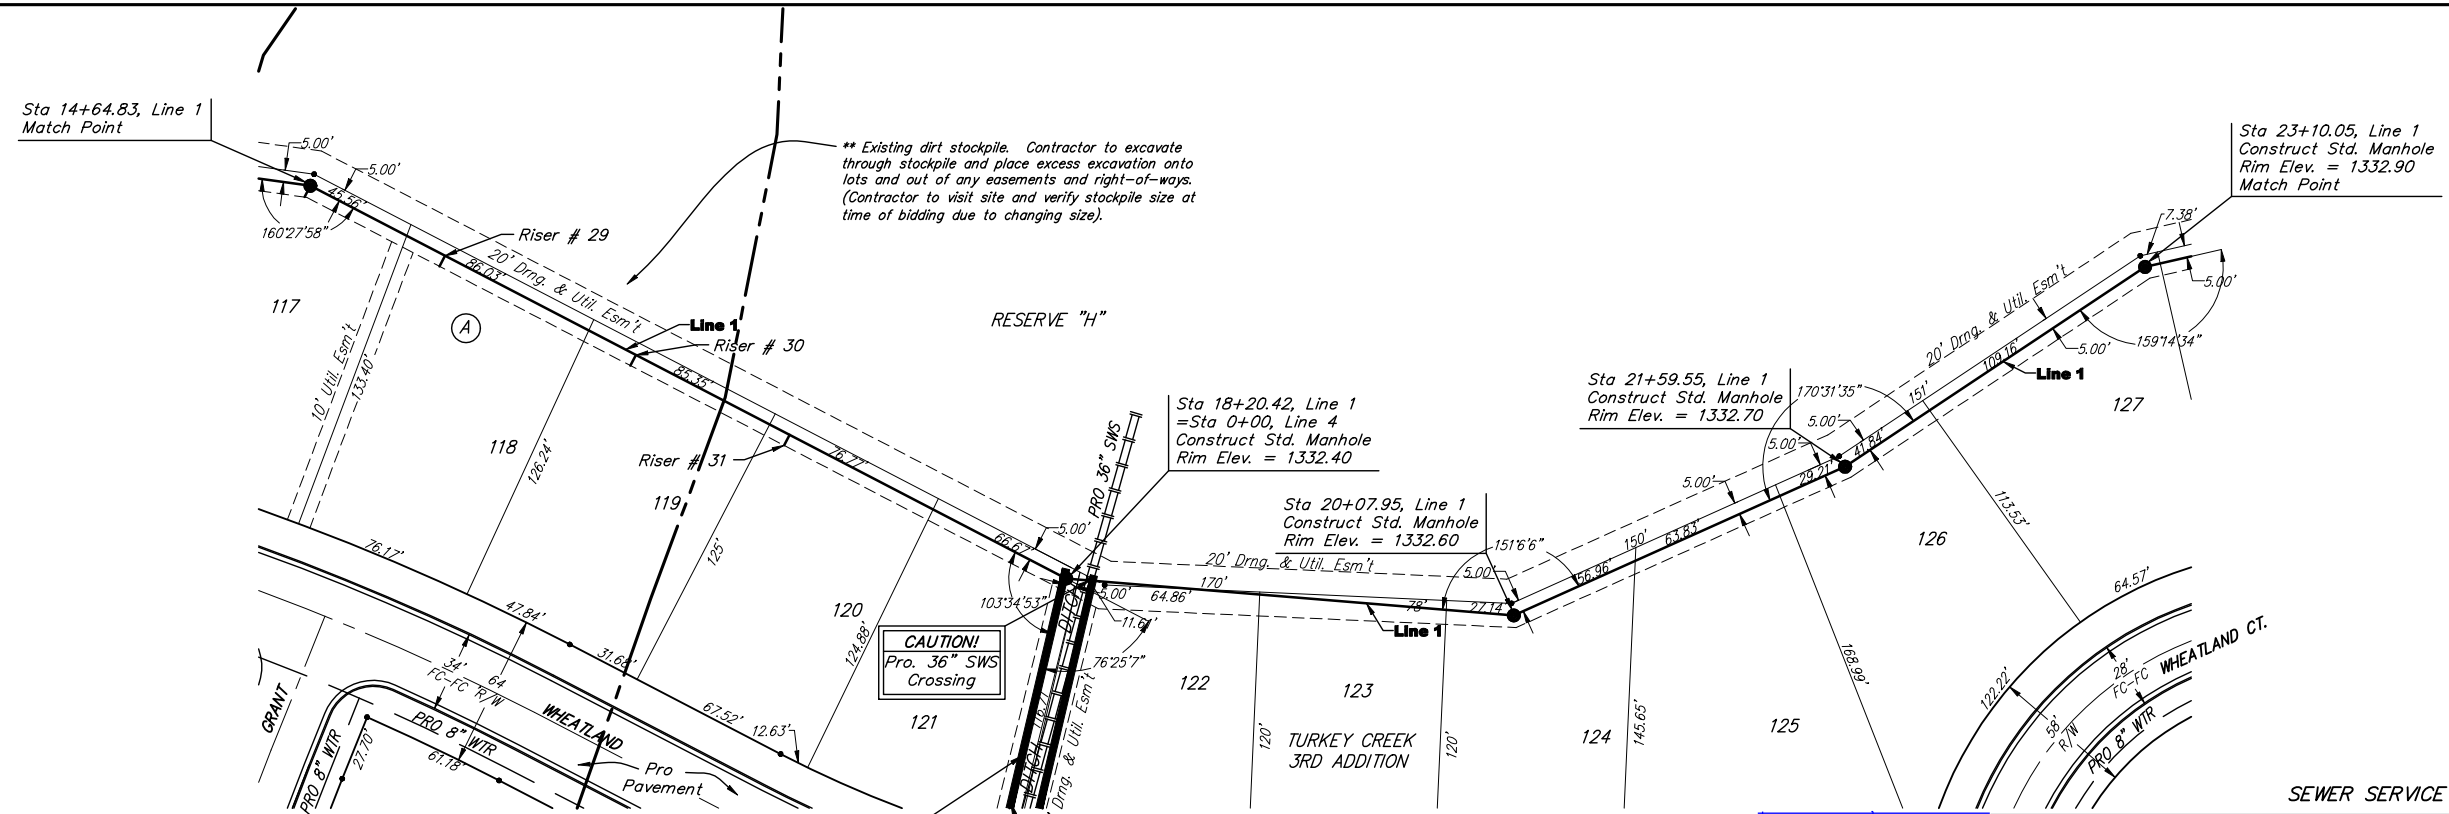 Sta 14+64.83, Line 1
Match Point
5.00'
5.00'
45.56'
160°27'58"
Riser # 29
86.03'
20' Drng. & Util. Esm't
** Existing dirt stockpile. Contractor to excavate
through stockpile and place excess excavation onto
lots and out of any easements and right-of-ways.
(Contractor to visit site and verify stockpile size at
time of bidding due to changing size).
Sta 23+10.05, Line 1
Construct Std. Manhole
Rim Elev. = 1332.90
Match Point
7.38'
5.00'
159°14'34"
5.00'
20' Drng. & Util. Esm't
109.16'
Line 1
151'
127
117
A
10' Util. Esm't
133.40'
Line 1
Riser # 30
85.35'
RESERVE "H"
118
126.24'
Riser # 31
76.77'
119
125'
PRO 36" SWS
Sta 18+20.42, Line 1
=Sta 0+00, Line 4
Construct Std. Manhole
Rim Elev. = 1332.40
Sta 21+59.55, Line 1
Construct Std. Manhole
Rim Elev. = 1332.70
170°31'35"
5.00'
5.00'
41.84'
29.21'
5.00'
Sta 20+07.95, Line 1
Construct Std. Manhole
Rim Elev. = 1332.60
151°6'6"
150'
63.83'
56.96'
5.00'
66.67'
5.00'
20' Drng. & Util. Esm't
170'
64.86'
78'
27.14'
Line 1
113.53'
126
76.17'
47.84'
31.68'
67.52'
12.63'
120
124.88'
103°34'53"
5.00'
11.61'
76°25'7"
DITCH
DITCH
Drng. & Util. Esm't
CAUTION!
Pro. 36" SWS
Crossing
121
122
120'
123
120'
124
145.65'
125
168.99'
TURKEY CREEK
3RD ADDITION
34'
FC-FC
64
R/W
WHEATLAND
GRANT
PRO 8" WTR
27.70'
PRO 8" WTR
61.18'
Pro
Pavement
64.57'
122.22'
28'
FC-FC
WHEATLAND CT.
58'
R/W
PRO 8" WTR
SEWER SERVICE